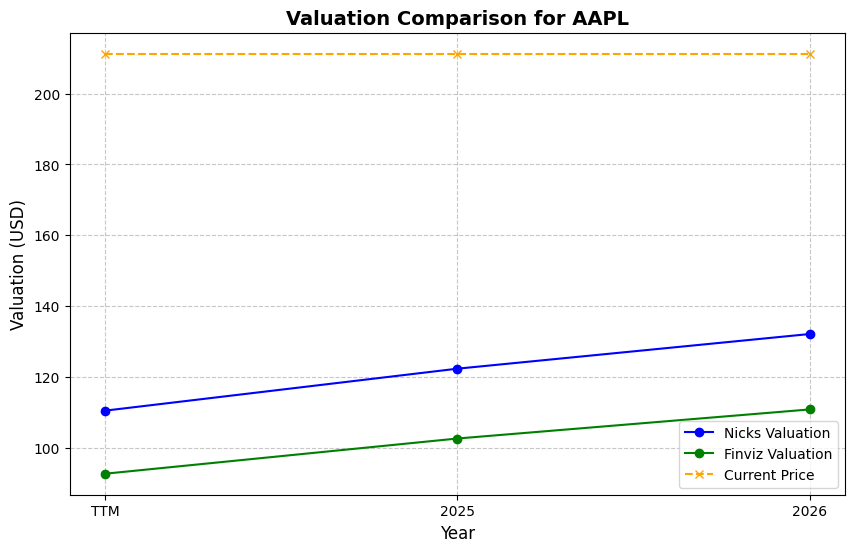 Valuation Comparison for AAPL
Valuation (USD)
200
180
160
140
120
100
TTM
2025
2026
Year
Nicks Valuation
Finviz Valuation
Current Price